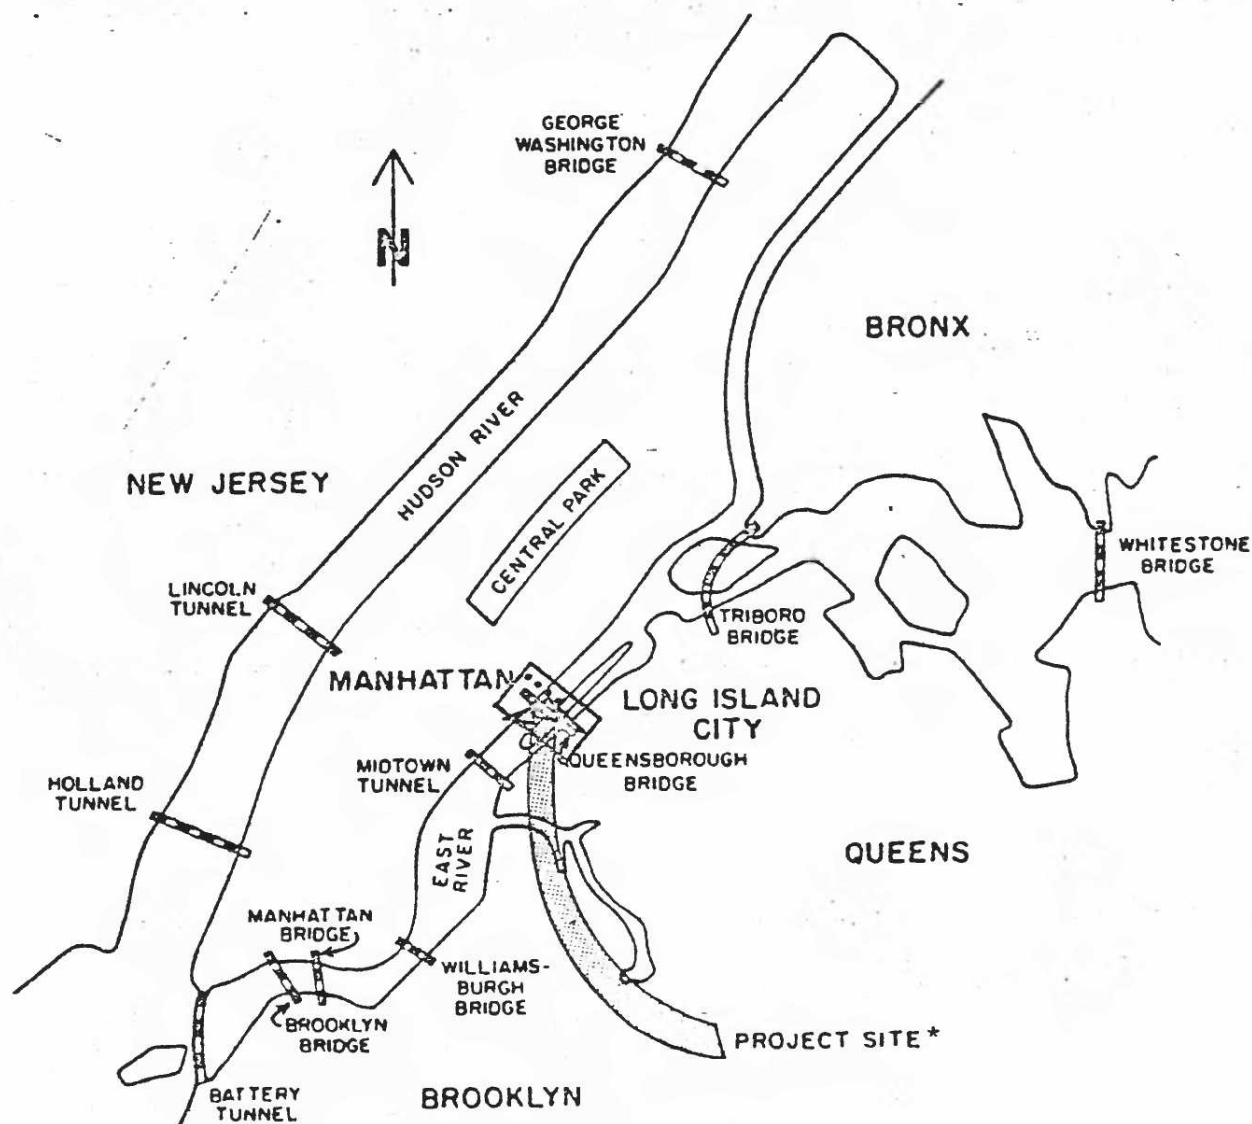 GEORGE
WASHINGTON
BRIDGE
N
BRONX
HUDSON RIVER
NEW JERSEY
CENTRAL PARK
WHITESTONE
BRIDGE
LINCOLN
TUNNEL
TRIBORO
BRIDGE
MANHATTAN
LONG ISLAND
CITY
QUEENSBOROUGH
BRIDGE
MIDTOWN
TUNNEL
HOLLAND
TUNNEL
EAST
RIVER
QUEENS
MANHATTAN
BRIDGE
WILLIAMS-
BURGH
BRIDGE
BROOKLYN
BRIDGE
PROJECT SITE*
BATTERY
TUNNEL
BROOKLYN